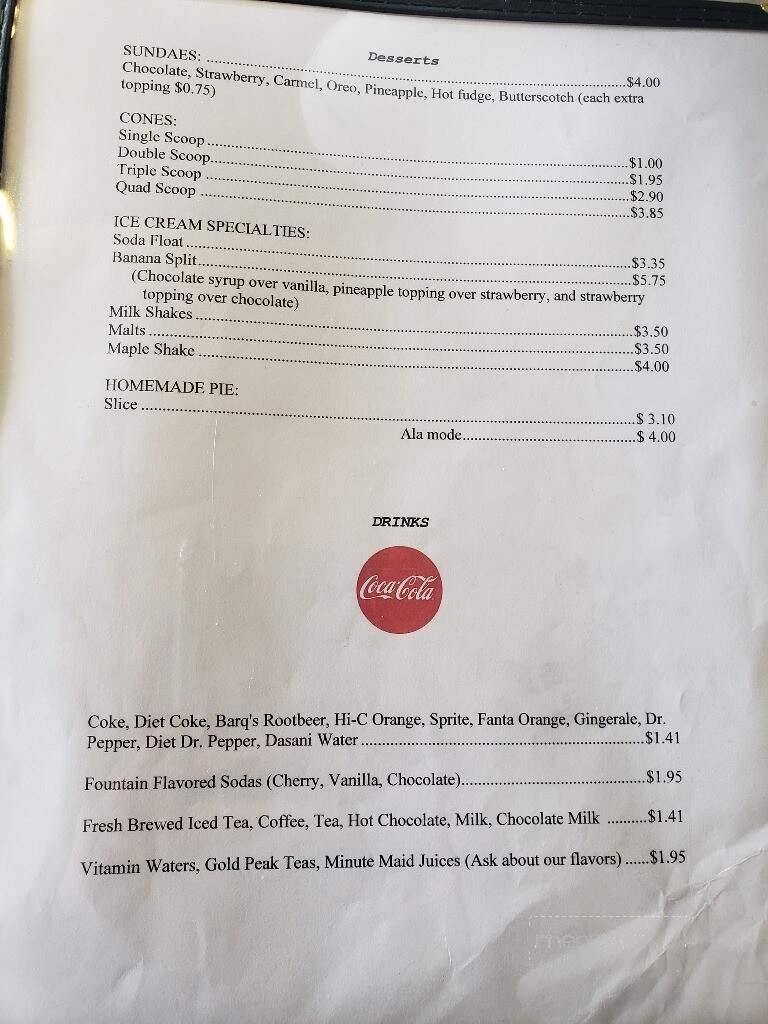 Desserts
SUNDAES: ........$4.00
Chocolate, Strawberry, Carmel, Oreo, Pineapple, Hot fudge, Butterscotch (each extra
topping $0.75)
CONES:
Single Scoop ........$1.00
Double Scoop........$1.95
Triple Scoop ........$2.90
Quad Scoop ........$3.85
ICE CREAM SPECIALTIES:
Soda Float ........$3.35
Banana Split........$5.75
(Chocolate syrup over vanilla, pineapple topping over strawberry, and strawberry
topping over chocolate)
Milk Shakes ........$3.50
Malts ........$3.50
Maple Shake ........$4.00
HOMEMADE PIE:
Slice ........$ 3.10
Ala mode........$ 4.00
DRINKS
Coca-Cola
Coke, Diet Coke, Barq's Rootbeer, Hi-C Orange, Sprite, Fanta Orange, Gingerale, Dr.
Pepper, Diet Dr. Pepper, Dasani Water ........$1.41
Fountain Flavored Sodas (Cherry, Vanilla, Chocolate)........$1.95
Fresh Brewed Iced Tea, Coffee, Tea, Hot Chocolate, Milk, Chocolate Milk ..........$1.41
Vitamin Waters, Gold Peak Teas, Minute Maid Juices (Ask about our flavors) ......$1.95